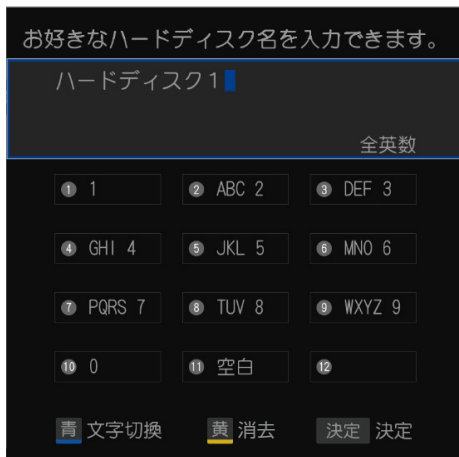 お好きなハードディスク名を入力できます。
ハードディスク１
全英数
① 1 ② ABC 2 ③ DEF 3
④ GHI 4 ⑤ JKL 5 ⑥ MNO 6
⑦ PQRS 7 ⑧ TUV 8 ⑨ WXYZ 9
⑩ 0 ⑪ 空白 ⑫
青 文字切換 黄 消去 決定 決定